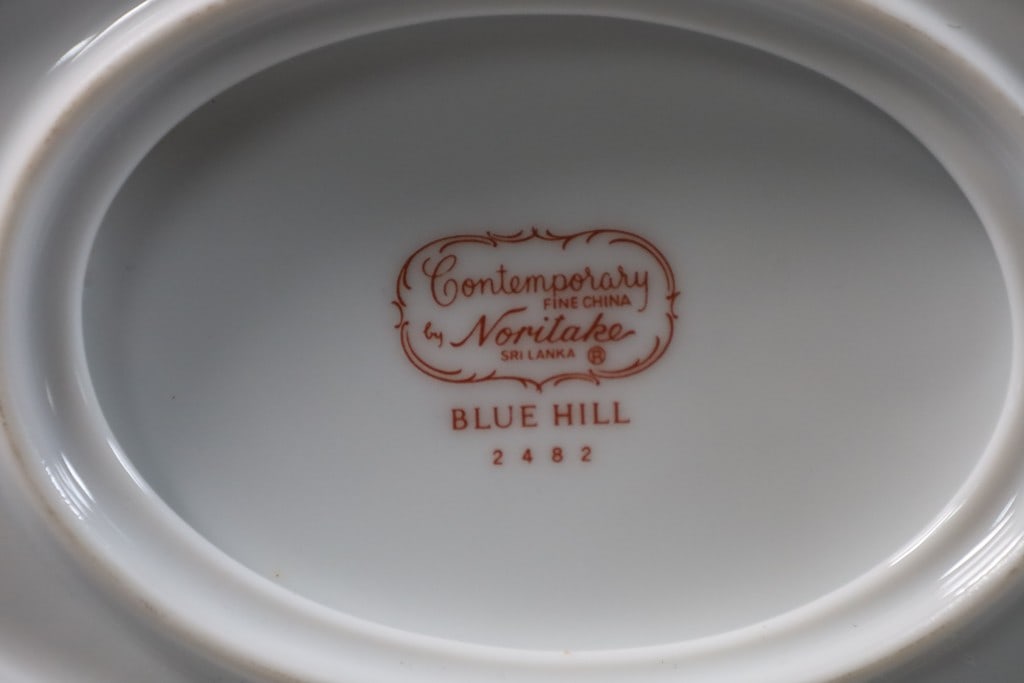 Contemporary
FINE CHINA
by Noritake
SRI LANKA ®
BLUE HILL
2482